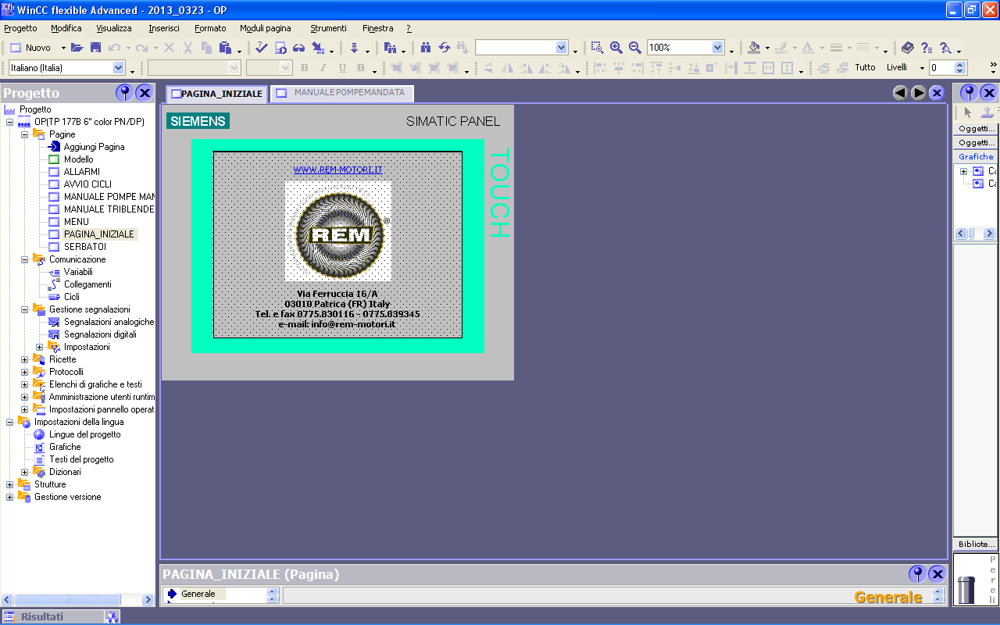 WinCC flexible Advanced - 2013_0323 - OP
Progetto Modifica Visualizza Inserisci Formato Moduli pagina Strumenti Finestra ?
Nuovo 100%
Italiano (Italia) B I U B Tutto Livelli 0
Progetto
Progetto
OP(TP 177B 6" color PN/DP)
Pagine
Aggiungi Pagina
Modello
ALLARMI
AVVIO CICLI
MANUALE POMPE MAN
MANUALE TRIBLENDE
MENU
PAGINA_INIZIALE
SERBATOI
Comunicazione
Variabili
Collegamenti
Cicli
Gestione segnalazioni
Segnalazioni analogiche
Segnalazioni digitali
Impostazioni
Ricette
Protocolli
Elenchi di grafiche e testi
Amministrazione utenti runtim
Impostazioni pannello operat
Impostazioni della lingua
Lingue del progetto
Grafiche
Testi del progetto
Dizionari
Strutture
Gestione versione
Risultati
PAGINA_INIZIALE MANUALE POMPE MANDATA
SIEMENS SIMATIC PANEL
TOUCH
WWW.REM-MOTORI.IT
REM ®
Via Ferruccia 16/A
03010 Patrica (FR) Italy
Tel. e fax 0775.830116 - 0775.839345
e-mail: info@rem-motori.it
PAGINA_INIZIALE (Pagina)
Generale
Generale
Oggetti...
Oggetti...
Grafiche
Ca
Ca
Bibliote...
P
e
r
e
li